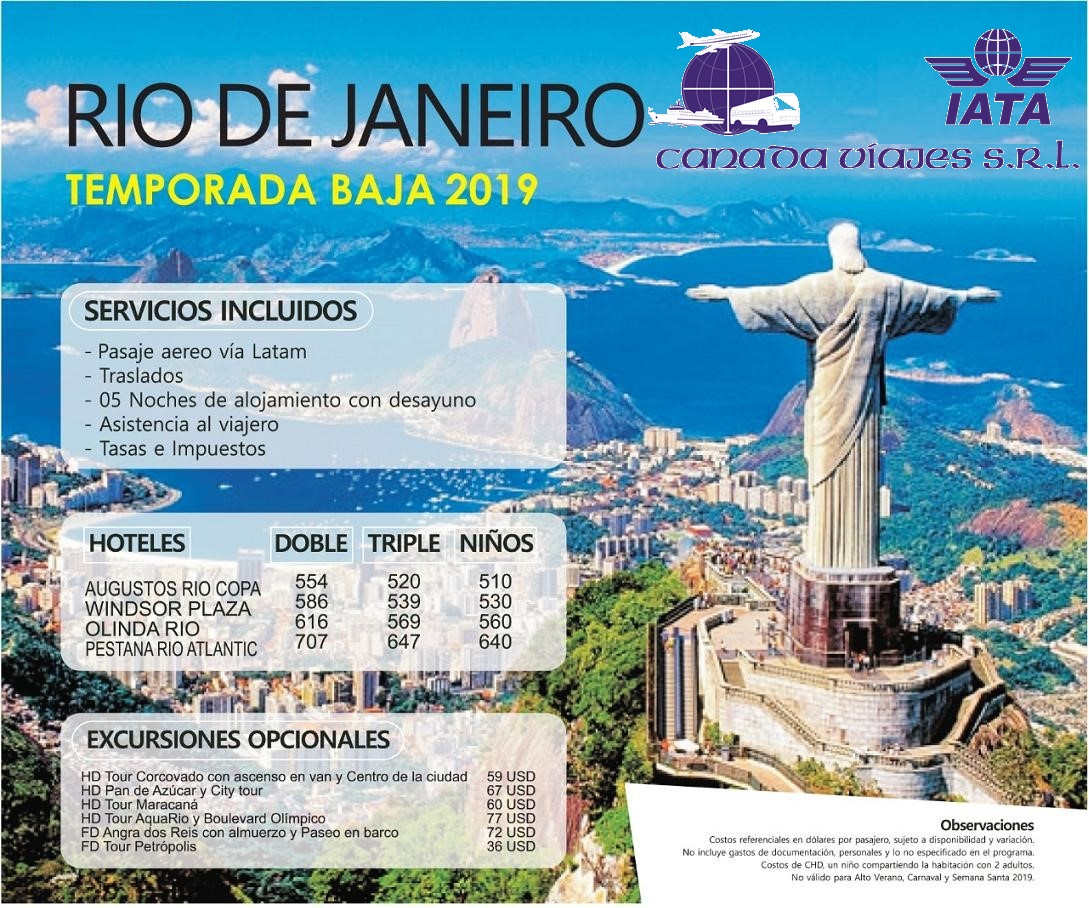 RIO DE JANEIRO
TEMPORADA BAJA 2019
IATA
CANADA VIAJES S.R.L.
SERVICIOS INCLUIDOS
- Pasaje aereo vía Latam
- Traslados
- 05 Noches de alojamiento con desayuno
- Asistencia al viajero
- Tasas e Impuestos
HOTELES DOBLE TRIPLE NIÑOS
AUGUSTOS RIO COPA 554 520 510
WINDSOR PLAZA 586 539 530
OLINDA RIO 616 569 560
PESTANA RIO ATLANTIC 707 647 640
EXCURSIONES OPCIONALES
HD Tour Corcovado con ascenso en van y Centro de la ciudad 59 USD
HD Pan de Azúcar y City tour 67 USD
HD Tour Maracaná 60 USD
HD Tour AquaRio y Boulevard Olímpico 77 USD
FD Angra dos Reis con almuerzo y Paseo en barco 72 USD
FD Tour Petrópolis 36 USD
Observaciones
Costos referenciales en dólares por pasajero, sujeto a disponibilidad y variación.
No incluye gastos de documentación, personales y lo no especificado en el programa.
Costos de CHD, un niño compartiendo la habitación con 2 adultos.
No válido para Alto Verano, Carnaval y Semana Santa 2019.